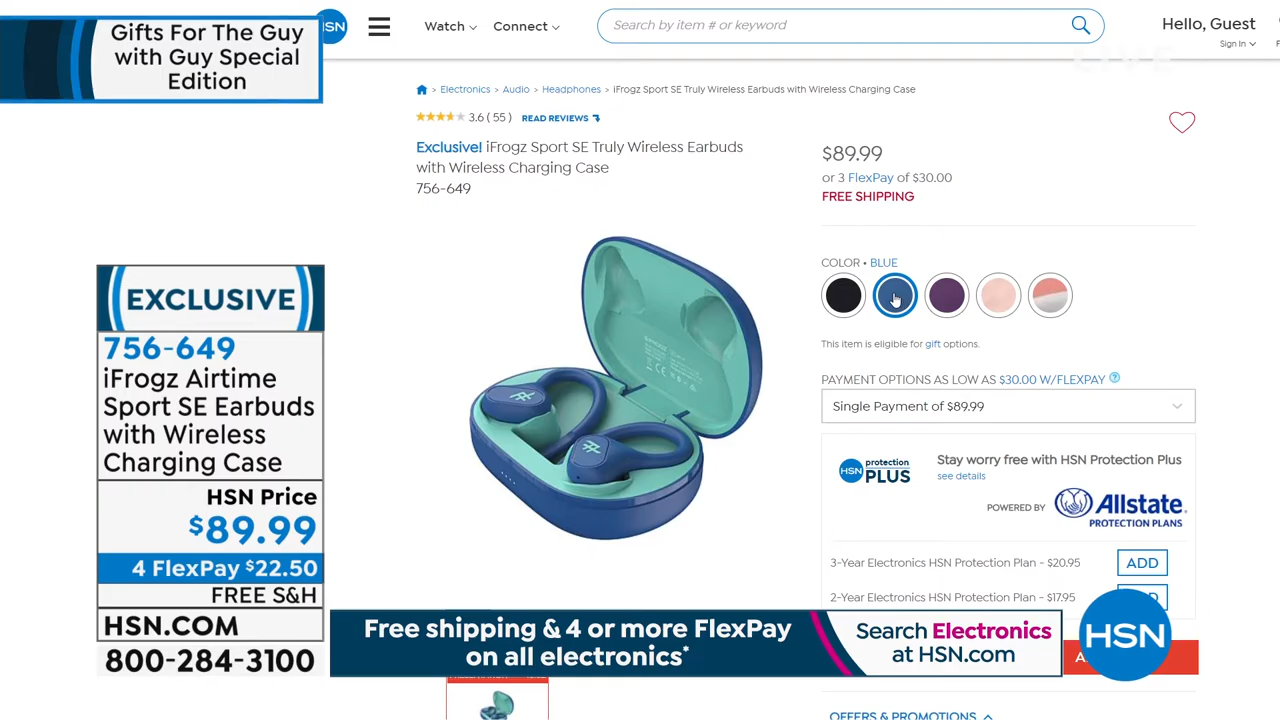 Gifts For The Guy
with Guy Special
Edition
HSN
Watch
Connect
Search by item # or keyword
Hello, Guest
Sign In
LIVE
> Electronics > Audio > Headphones > iFrogz Sport SE Truly Wireless Earbuds with Wireless Charging Case
3.6 ( 55 ) READ REVIEWS
Exclusive! iFrogz Sport SE Truly Wireless Earbuds
with Wireless Charging Case
756-649
$89.99
or 3 FlexPay of $30.00
FREE SHIPPING
COLOR • BLUE
This item is eligible for gift options.
PAYMENT OPTIONS AS LOW AS $30.00 W/FLEXPAY ?
Single Payment of $89.99
HSN protection PLUS
Stay worry free with HSN Protection Plus
see details
POWERED BY Allstate.
PROTECTION PLANS
3-Year Electronics HSN Protection Plan - $20.95 ADD
2-Year Electronics HSN Protection Plan - $17.95
EXCLUSIVE
756-649
iFrogz Airtime
Sport SE Earbuds
with Wireless
Charging Case
HSN Price
$89.99
4 FlexPay $22.50
FREE S&H
HSN.COM
800-284-3100
Free shipping & 4 or more FlexPay
on all electronics*
Search Electronics
at HSN.com
HSN
OFFERS & PROMOTIONS